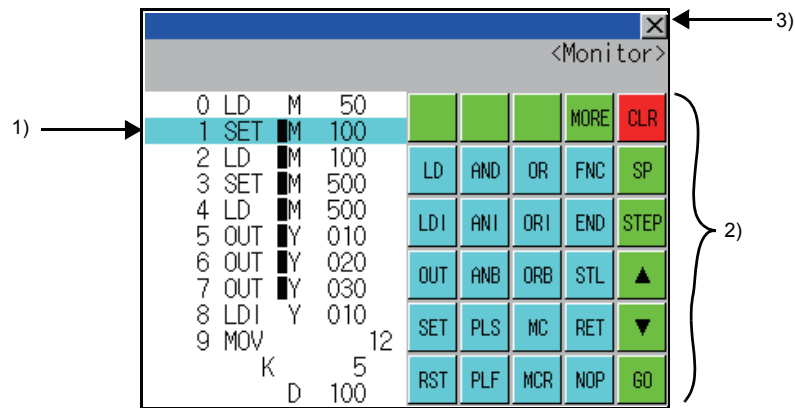 3)
<Monitor>
1)
0 LD M 50
1 SET M 100
2 LD M 100
3 SET M 500
4 LD M 500
5 OUT Y 010
6 OUT Y 020
7 OUT Y 030
8 LDI Y 010
9 MOV 12
K 5
D 100
MORE CLR
LD AND OR FNC SP
LDI ANI ORI END STEP
OUT ANB ORB STL ▲
SET PLS MC RET ▼
RST PLF MCR NOP GO
2)